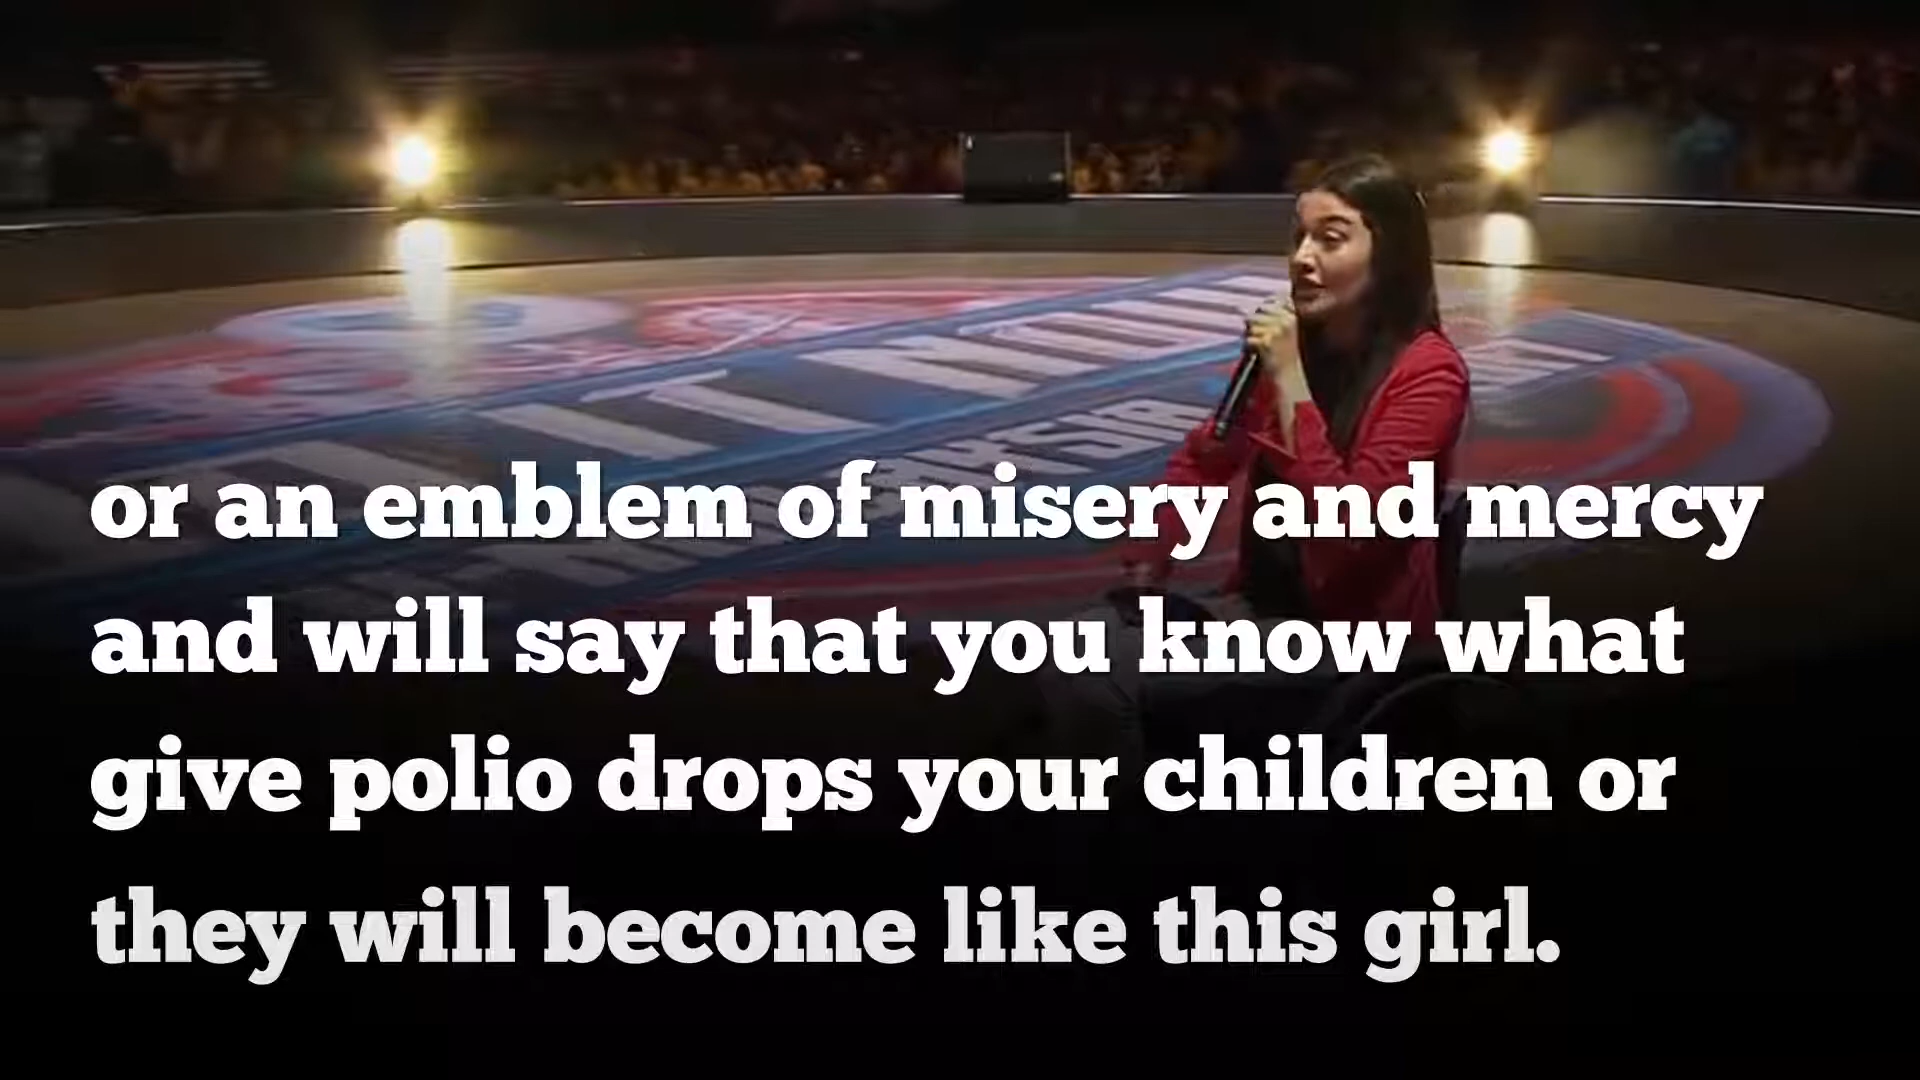 or an emblem of misery and mercy
and will say that you know what
give polio drops your children or
they will become like this girl.